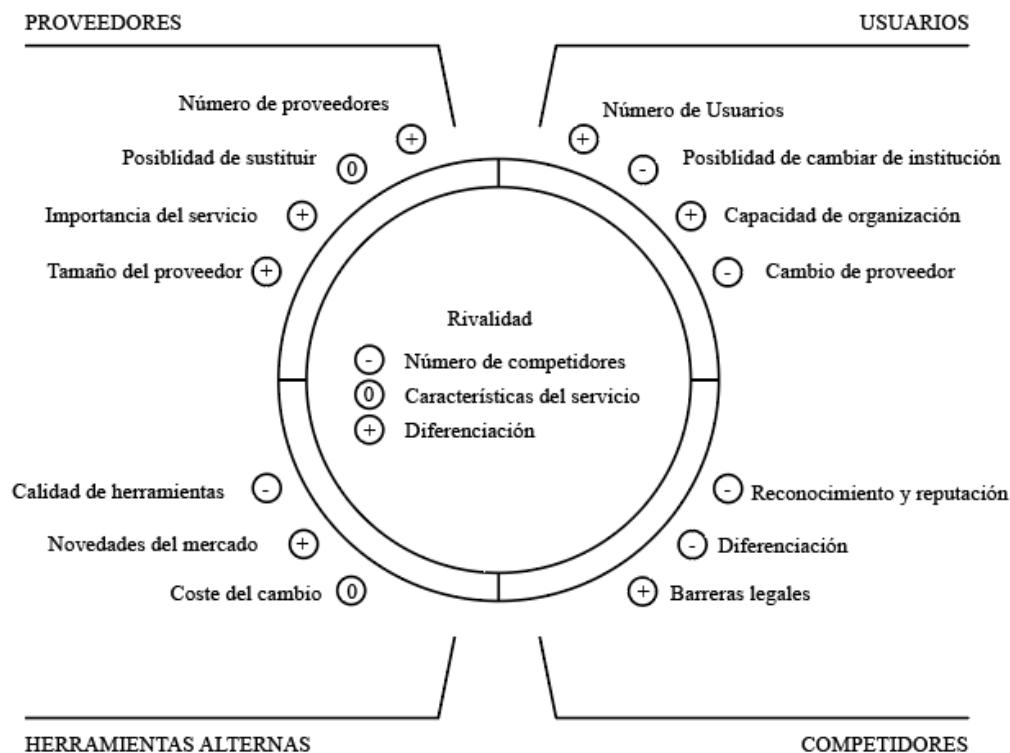 PROVEEDORES
USUARIOS
Número de proveedores
+
Posiblidad de sustituir
0
Importancia del servicio
+
Tamaño del proveedor
+
Número de Usuarios
+
Posiblidad de cambiar de institución
-
Capacidad de organización
+
Cambio de proveedor
-
Rivalidad
- Número de competidores
0 Características del servicio
+ Diferenciación
Calidad de herramientas
-
Novedades del mercado
+
Coste del cambio
0
- Reconocimiento y reputación
- Diferenciación
+ Barreras legales
HERRAMIENTAS ALTERNAS
COMPETIDORES